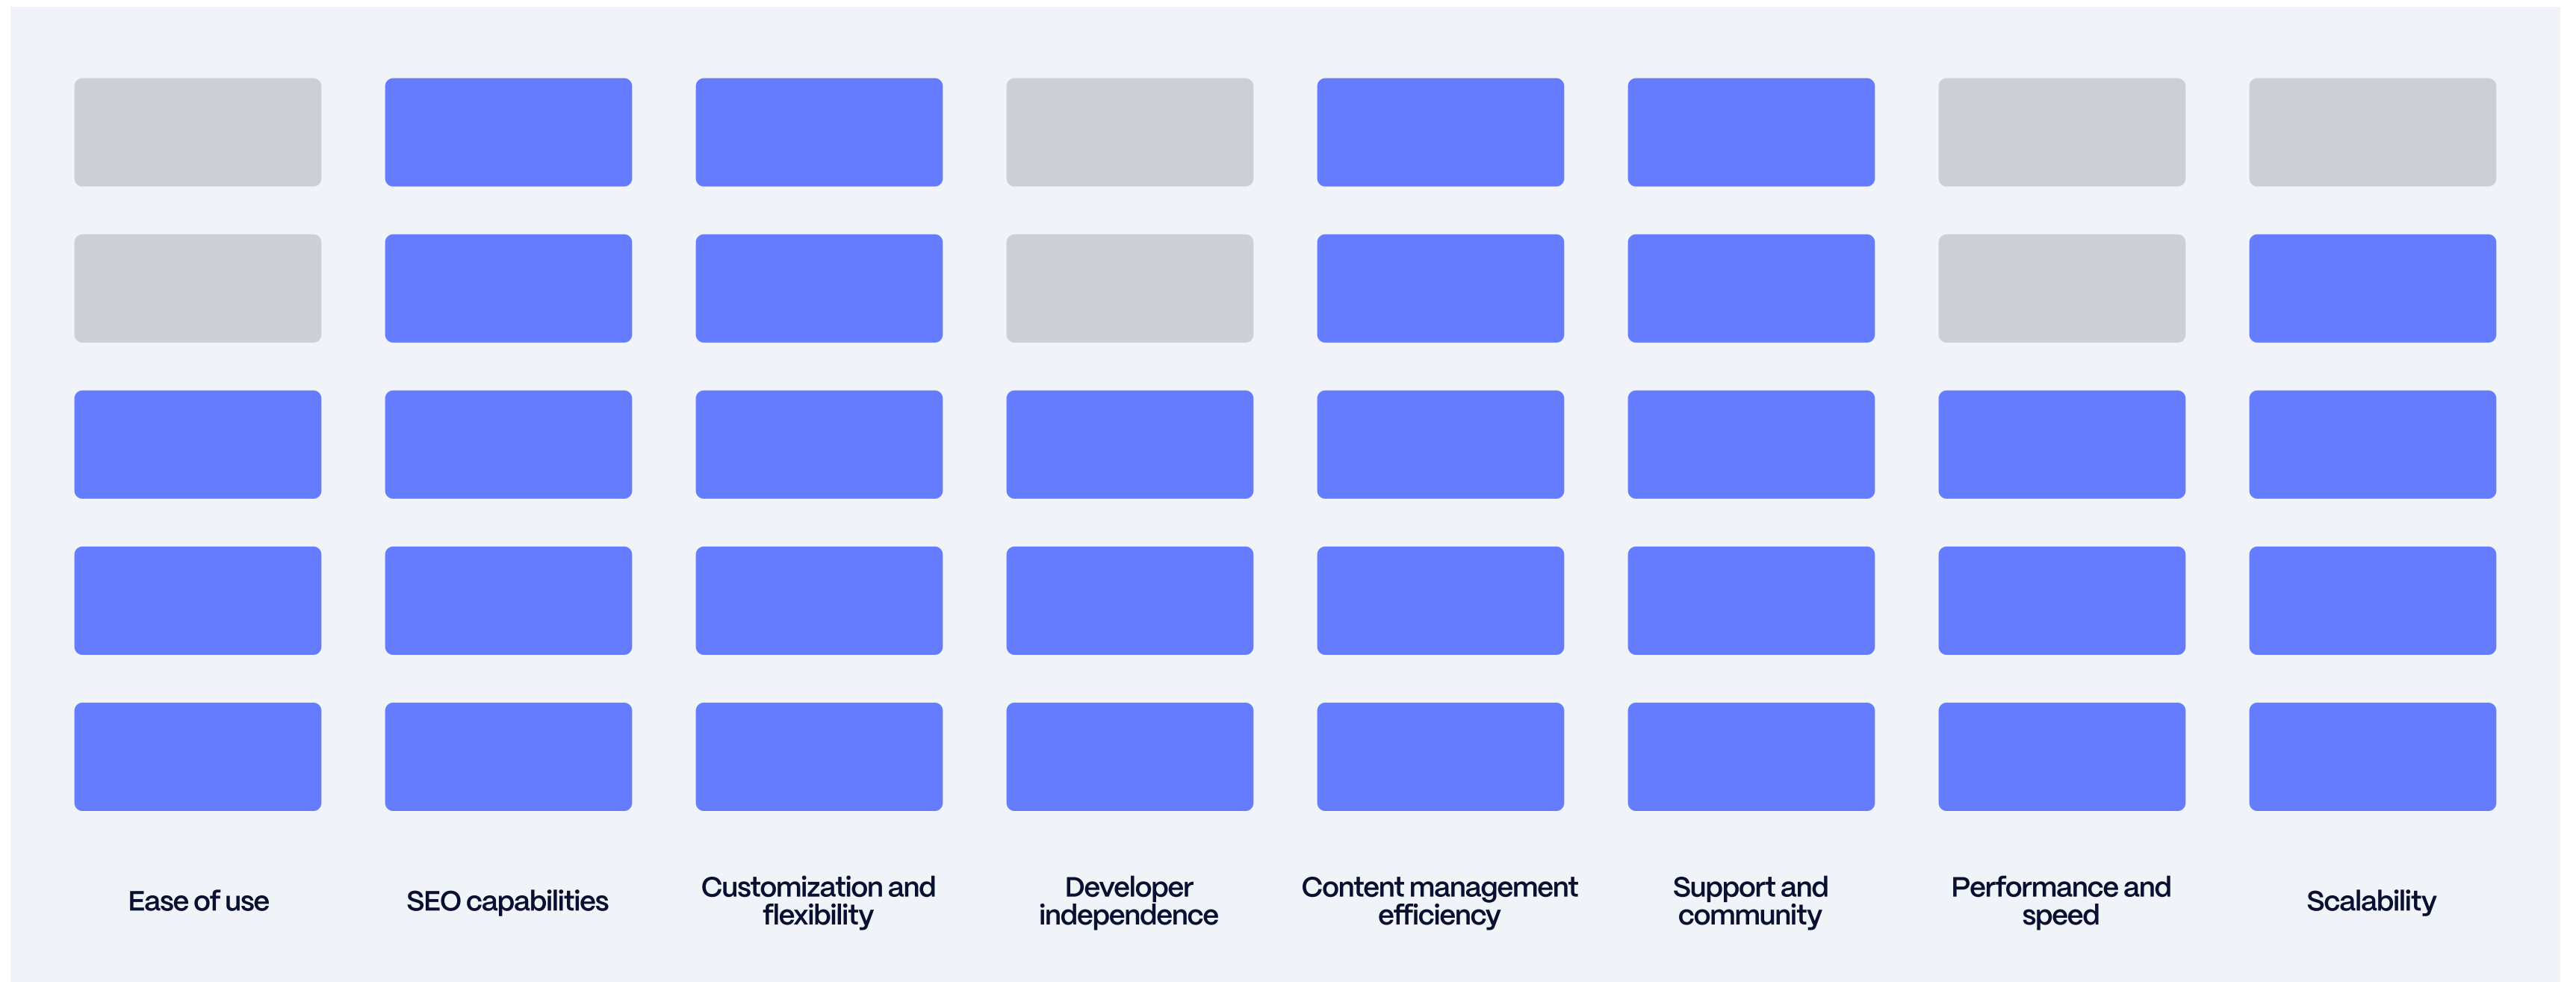 Ease of use
SEO capabilities
Customization and
flexibility
Developer
independence
Content management
efficiency
Support and
community
Performance and
speed
Scalability